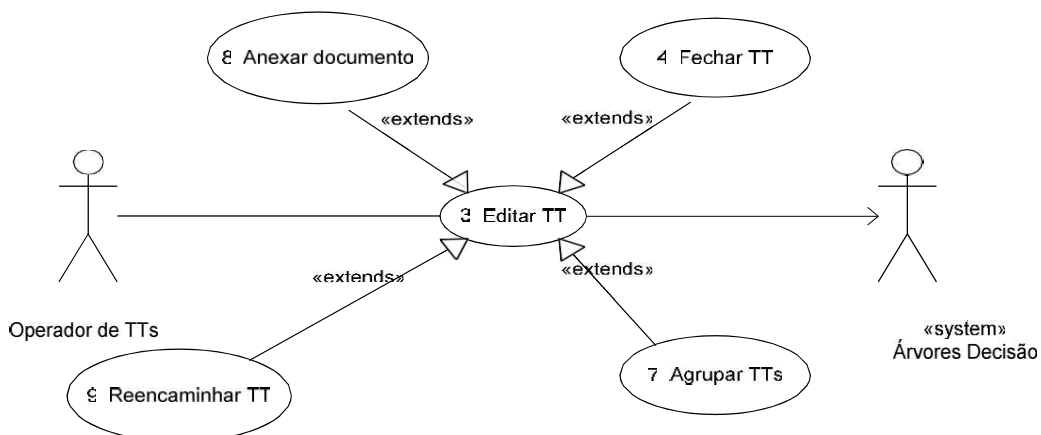 8 Anexar documento
4 Fechar TT
«extends»
«extends»
3 Editar TT
«extends»
«extends»
Operador de TTs
«system»
Árvores Decisão
9 Reencaminhar TT
7 Agrupar TTs